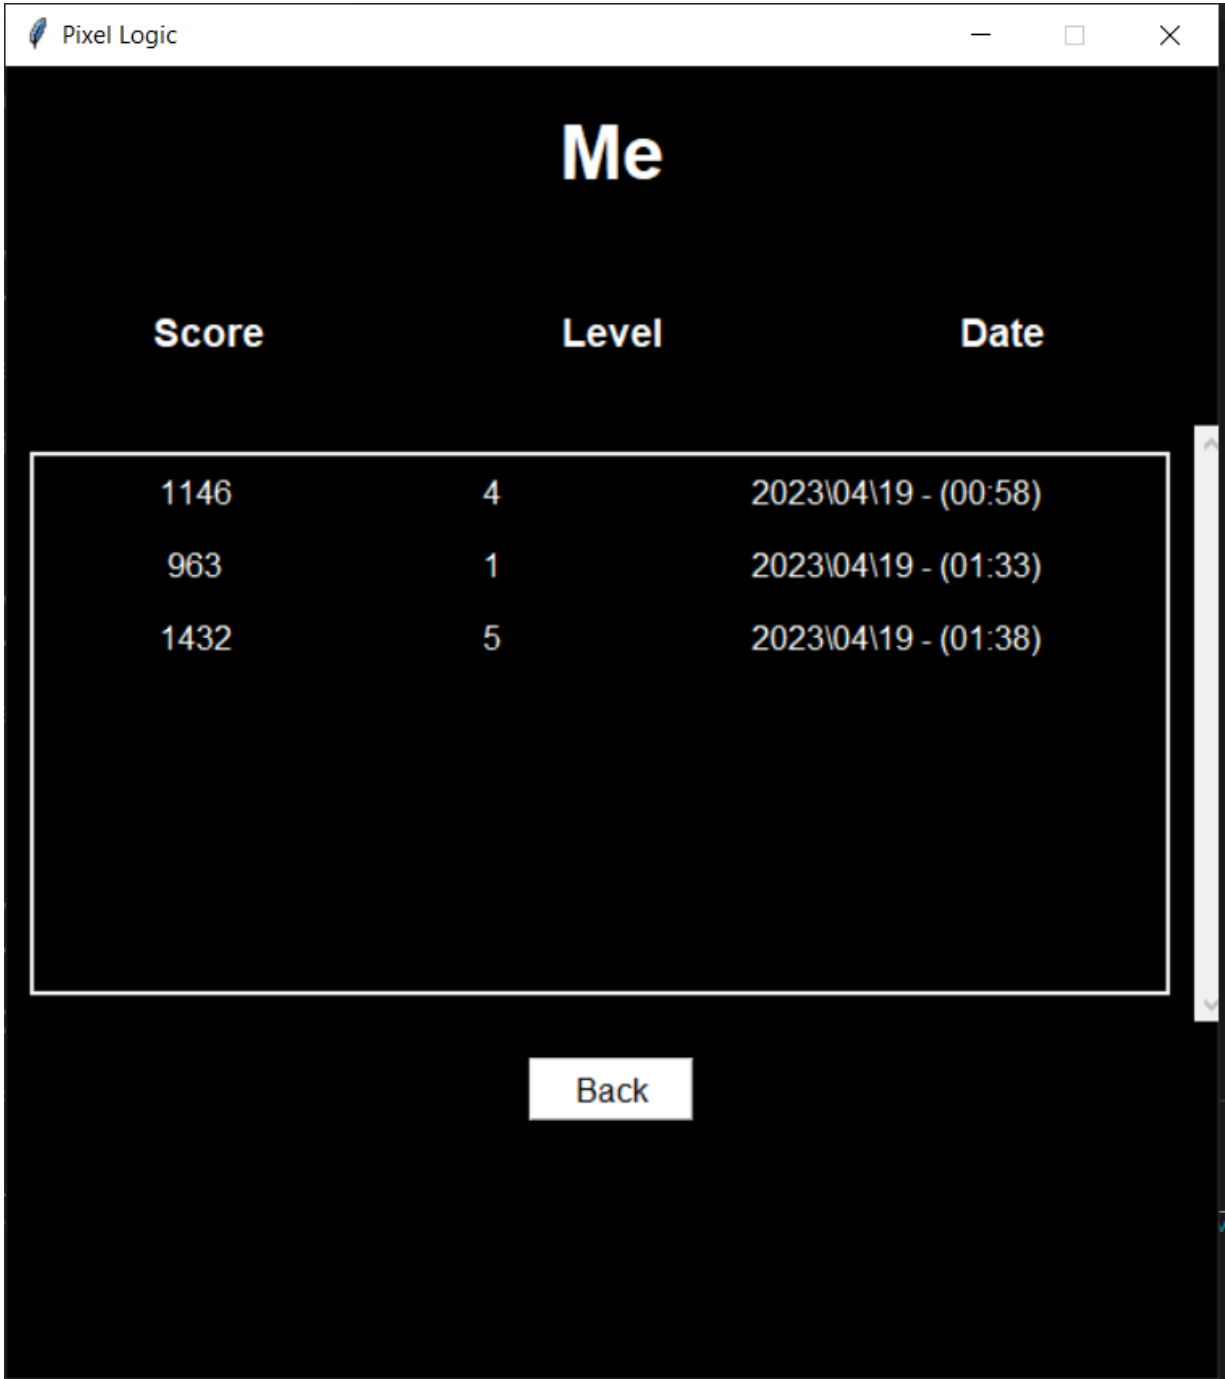 Pixel Logic
Me
Score Level Date
1146 4 2023\04\19 - (00:58)
963 1 2023\04\19 - (01:33)
1432 5 2023\04\19 - (01:38)
Back